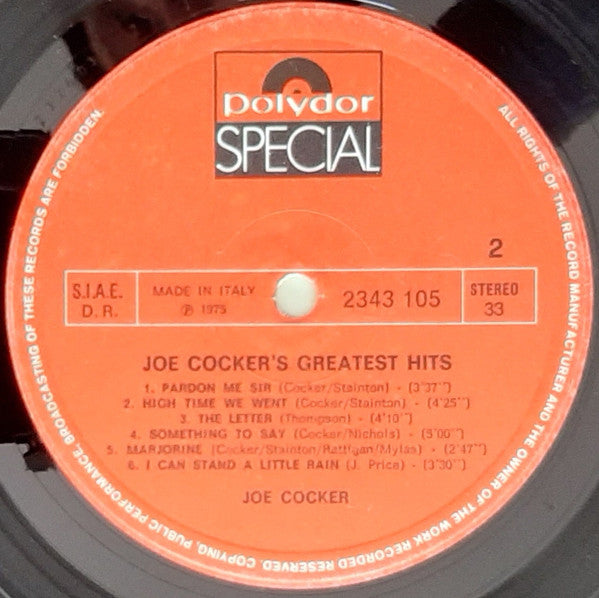 polydor
SPECIAL
2
S.I.A.E.
D. R.
MADE IN ITALY
℗ 1975
2343 105
STEREO
33
JOE COCKER'S GREATEST HITS
1. PARDON ME SIR (Cocker/Stainton) - (3'37'')
2. HIGH TIME WE WENT (Cocker/Stainton) - (4'25'')
3. THE LETTER (Thompson) - (4'10'')
4. SOMETHING TO SAY (Cocker/Nichols) - (5'00'')
5. MARJORINE (Cocker/Stainton/Rattigan/Mylas) - (2'47'')
6. I CAN STAND A LITTLE RAIN (J. Price) - (3'30'')
JOE COCKER
ALL RIGHTS OF THE RECORD MANUFACTURER AND THE OWNER OF THE WORK RECORDED RESERVED. COPYING, PUBLIC PERFORMANCE, BROADCASTING OF THESE RECORDS ARE FORBIDDEN.